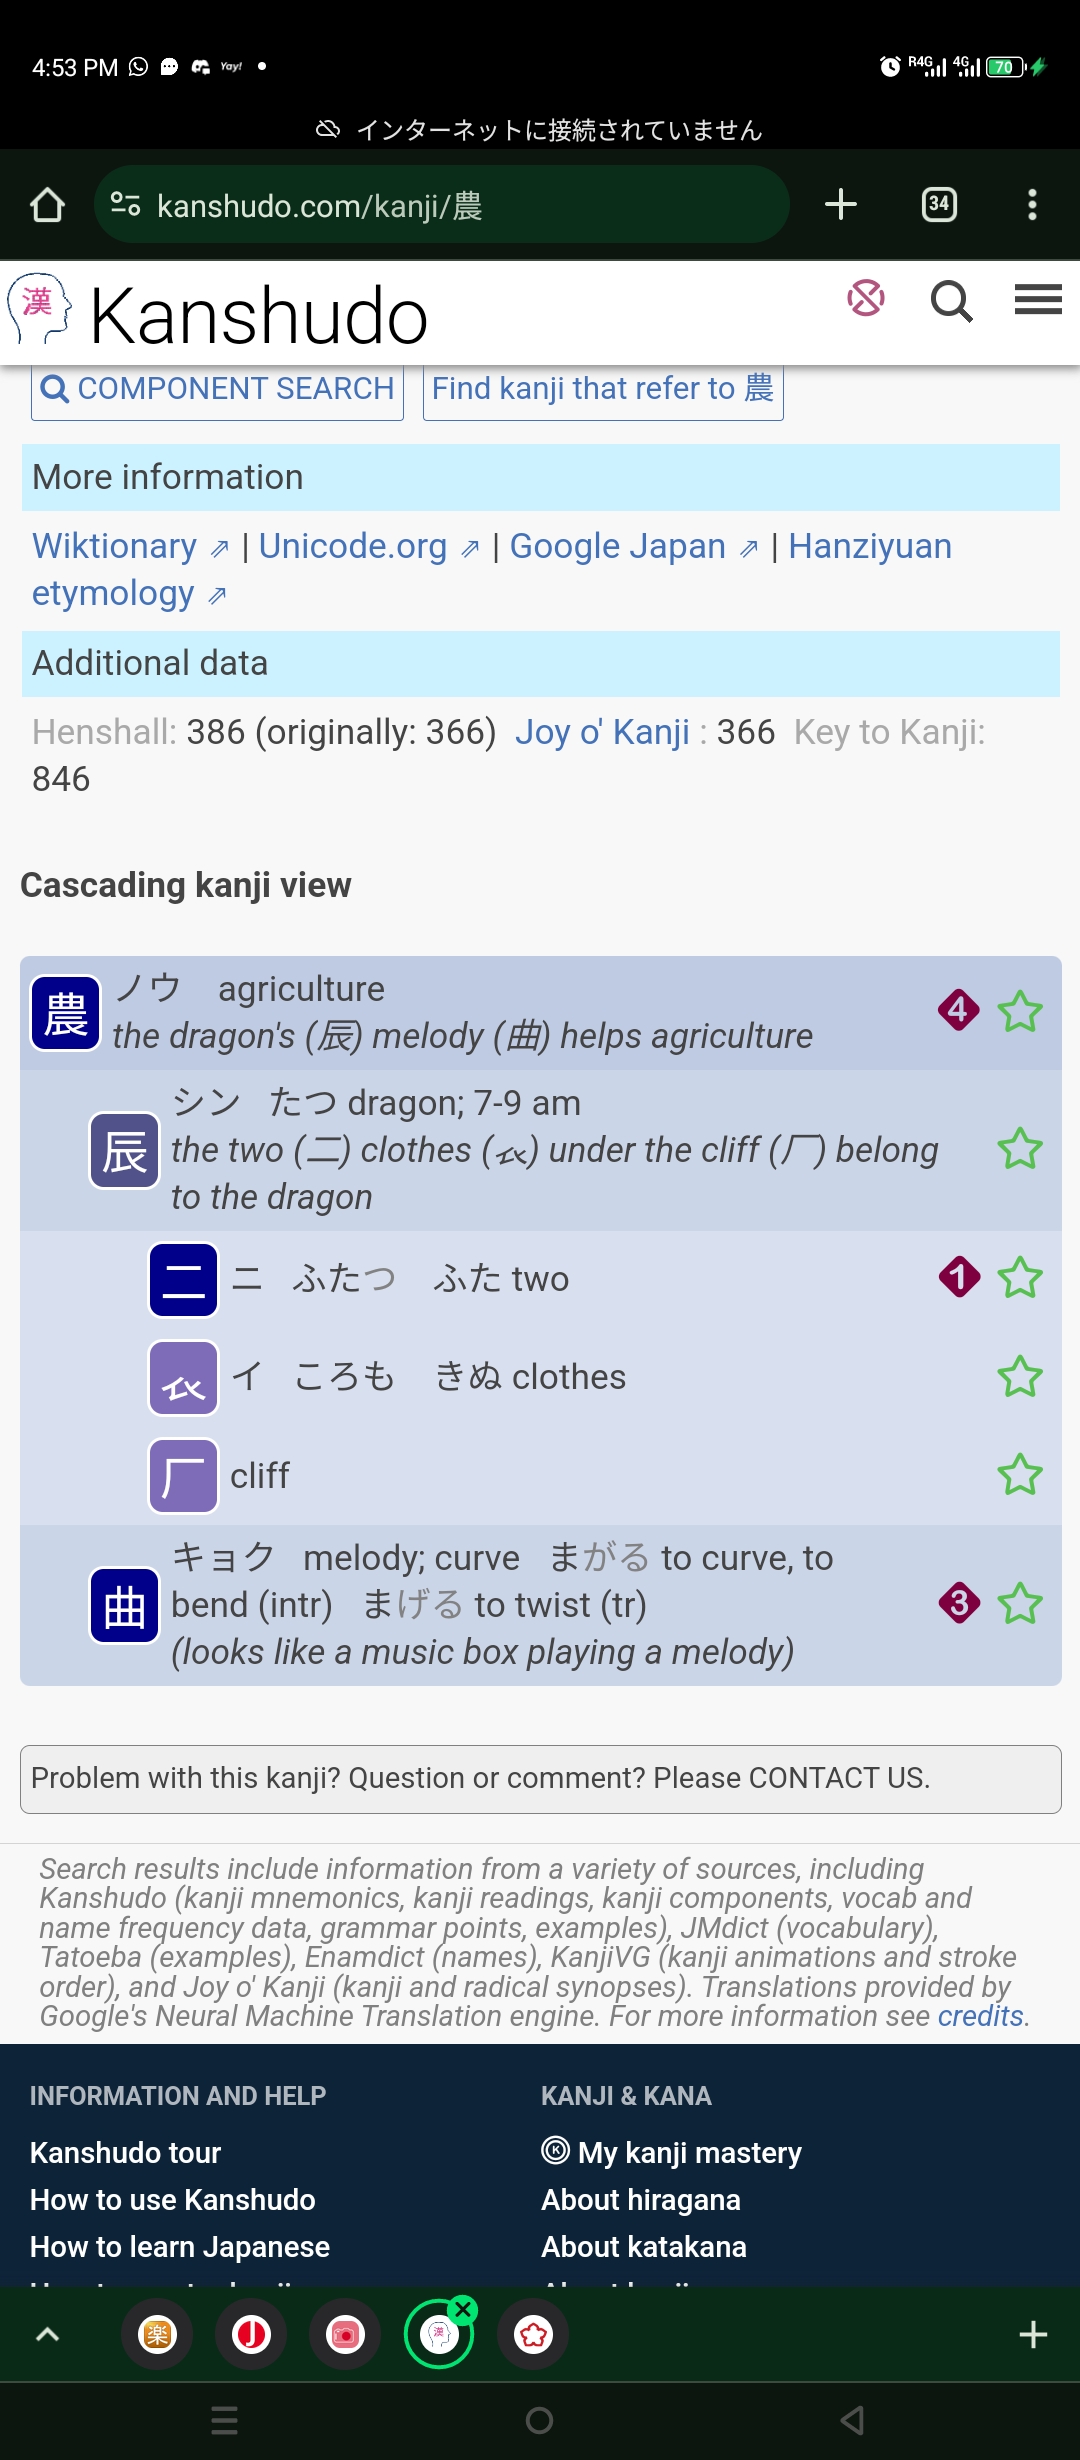 4:53 PM Yay! R4G 4G 70
インターネットに接続されていません
kanshudo.com/kanji/農 34
漢 Kanshudo
COMPONENT SEARCH Find kanji that refer to 農
More information
Wiktionary ⇗ | Unicode.org ⇗ | Google Japan ⇗ | Hanziyuan
etymology ⇗
Additional data
Henshall: 386 (originally: 366) Joy o' Kanji : 366 Key to Kanji:
846
Cascading kanji view
農 ノウ agriculture 4
the dragon's (辰) melody (曲) helps agriculture
シン たつ dragon; 7-9 am
辰 the two (二) clothes (𧘇) under the cliff (厂) belong
to the dragon
二 ニ ふたつ ふた two 1
𧘇 イ ころも きぬ clothes
厂 cliff
キョク melody; curve まがる to curve, to
曲 bend (intr) まげる to twist (tr) 3
(looks like a music box playing a melody)
Problem with this kanji? Question or comment? Please CONTACT US.
Search results include information from a variety of sources, including
Kanshudo (kanji mnemonics, kanji readings, kanji components, vocab and
name frequency data, grammar points, examples), JMdict (vocabulary),
Tatoeba (examples), Enamdict (names), KanjiVG (kanji animations and stroke
order), and Joy o' Kanji (kanji and radical synopses). Translations provided by
Google's Neural Machine Translation engine. For more information see credits.
INFORMATION AND HELP KANJI & KANA
Kanshudo tour My kanji mastery
How to use Kanshudo About hiragana
How to learn Japanese About katakana
楽 J 漢